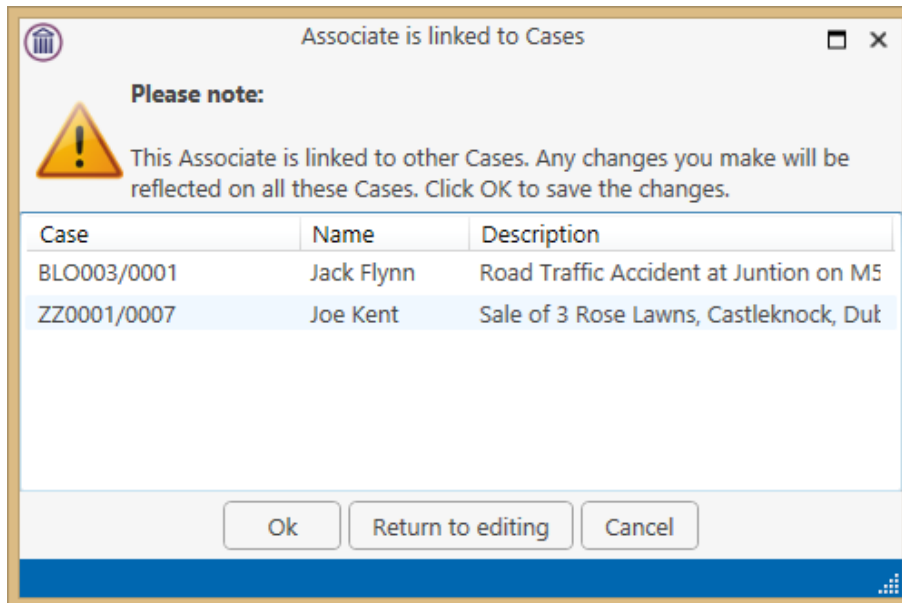 Associate is linked to Cases
Please note:
This Associate is linked to other Cases. Any changes you make will be
reflected on all these Cases. Click OK to save the changes.
Case Name Description
BLO003/0001 Jack Flynn Road Traffic Accident at Juntion on M5
ZZ0001/0007 Joe Kent Sale of 3 Rose Lawns, Castleknock, Dub
Ok Return to editing Cancel